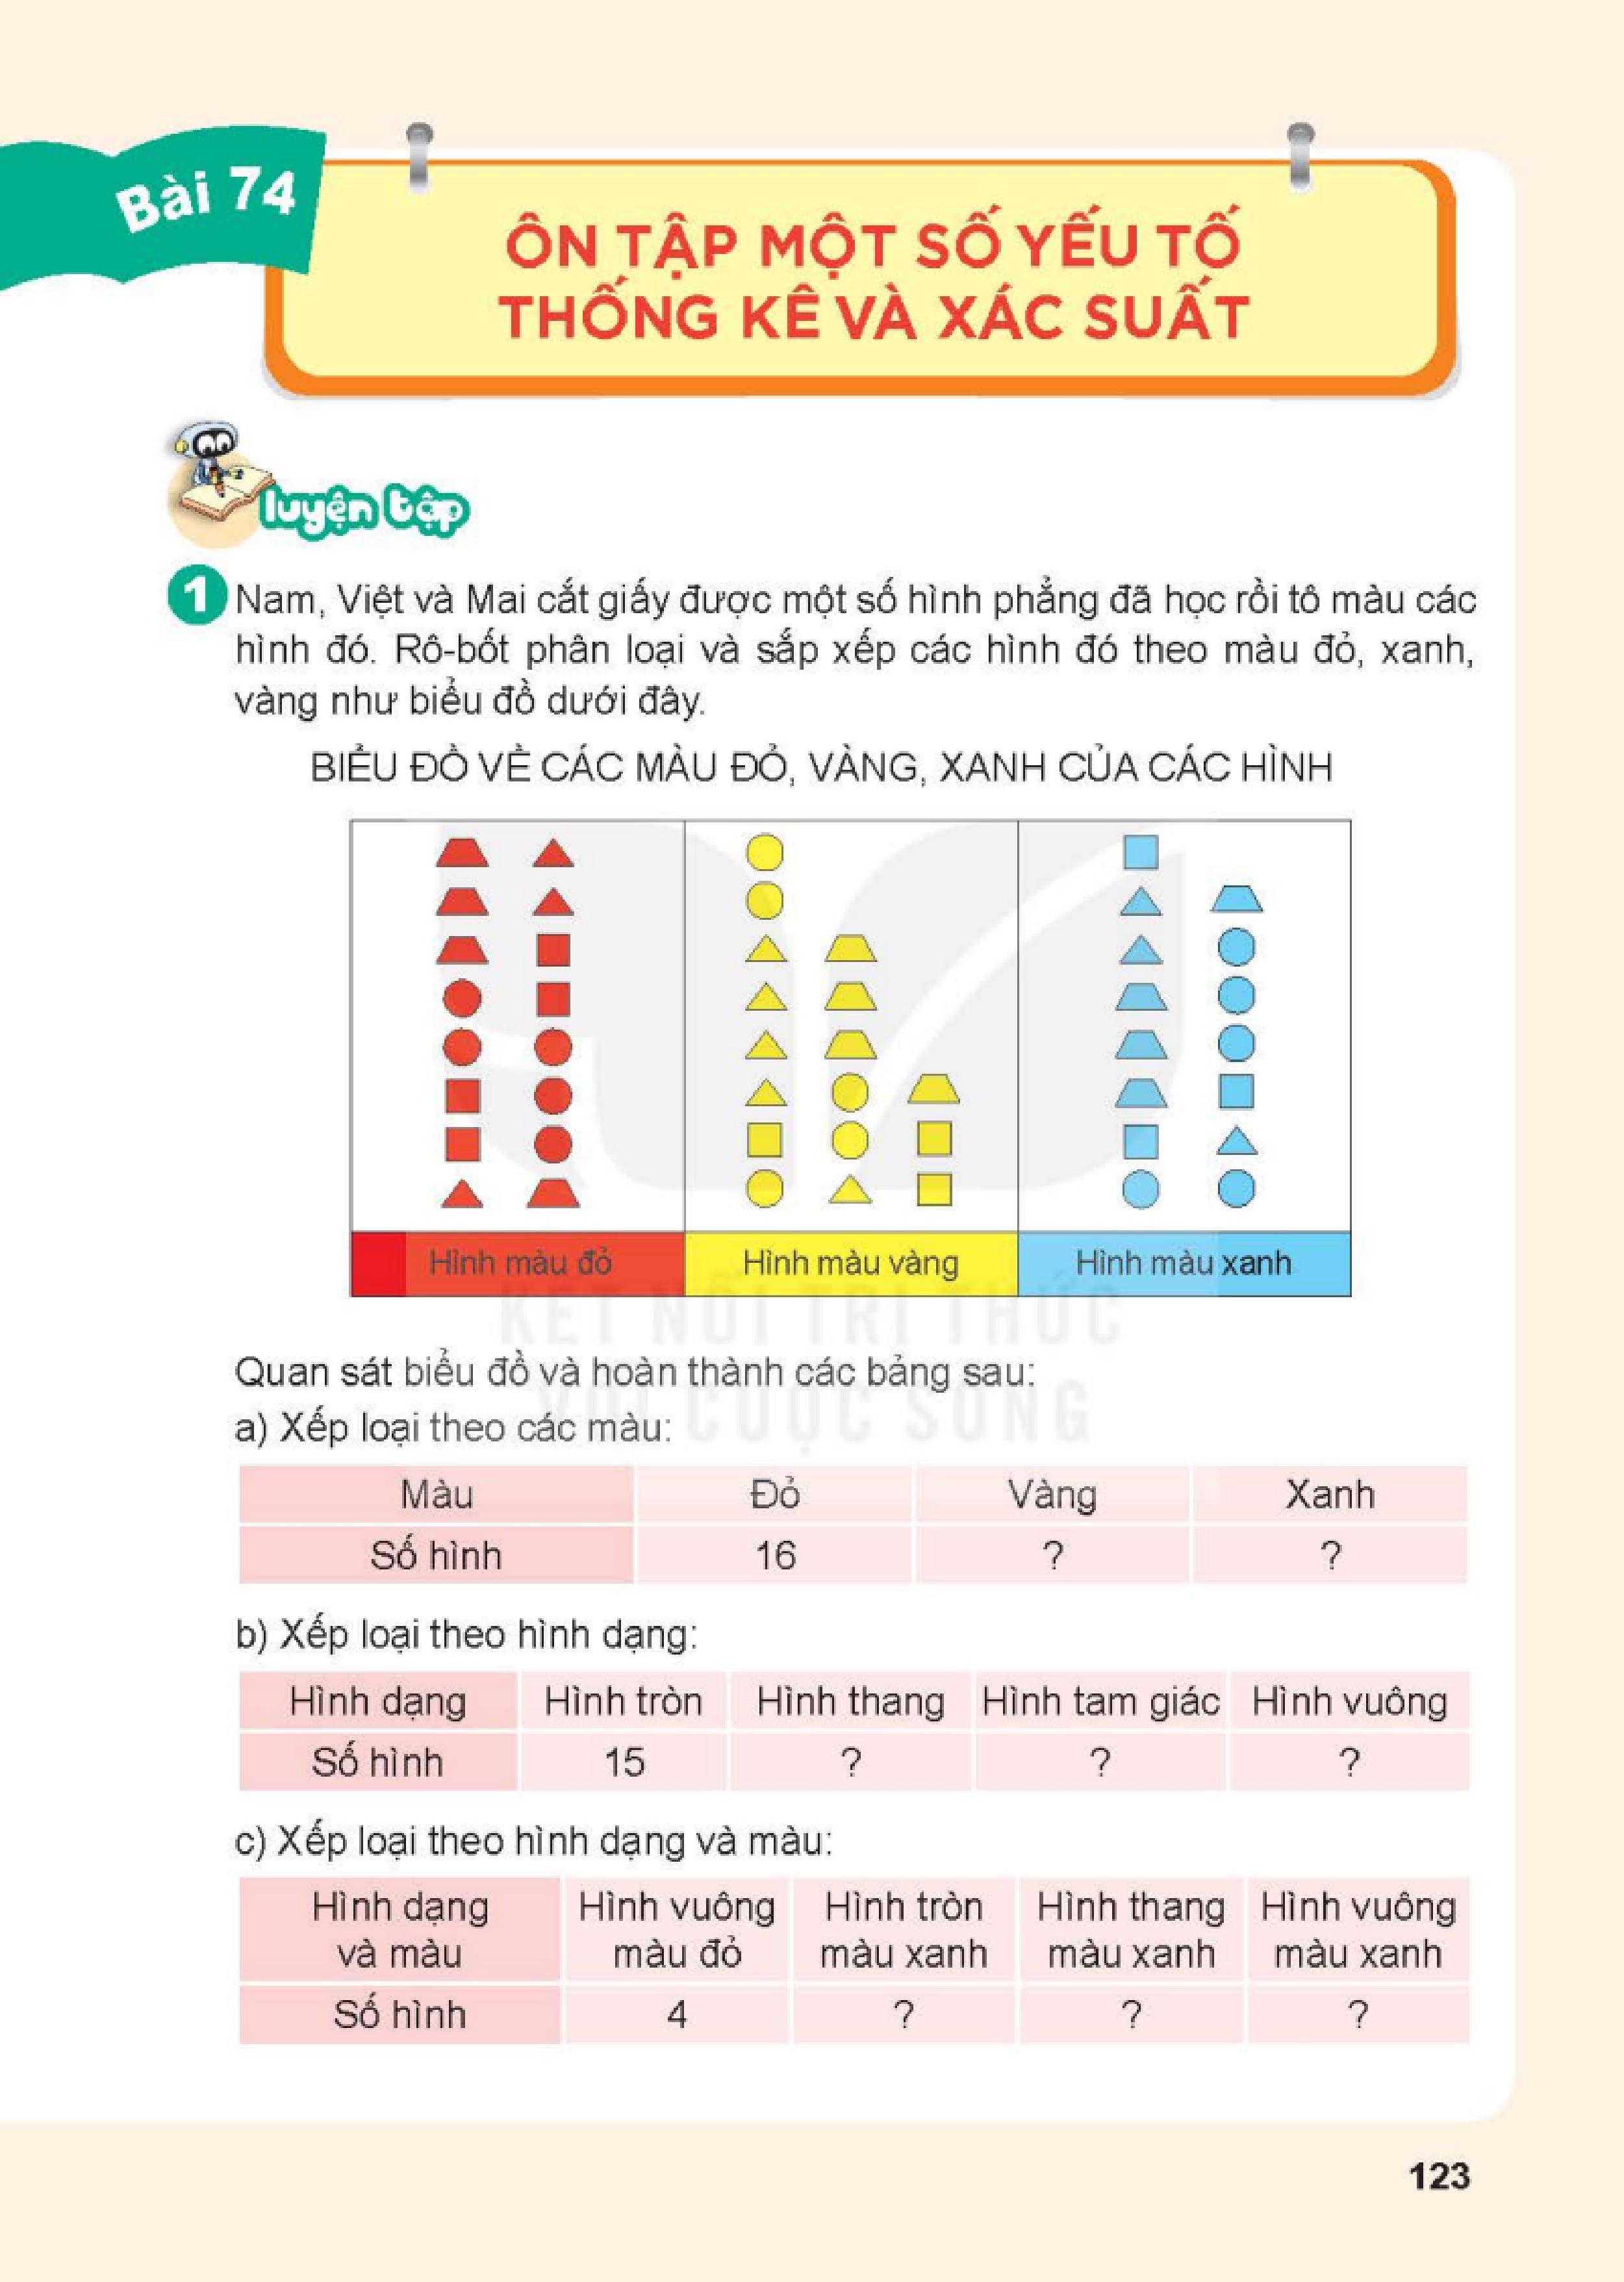 Bài 74
ÔN TẬP MỘT SỐ YẾU TỐ
THỐNG KÊ VÀ XÁC SUẤT
luyện tập
1 Nam, Việt và Mai cắt giấy được một số hình phẳng đã học rồi tô màu các
hình đó. Rô-bốt phân loại và sắp xếp các hình đó theo màu đỏ, xanh,
vàng như biểu đồ dưới đây.
BIỂU ĐỒ VỀ CÁC MÀU ĐỎ, VÀNG, XANH CỦA CÁC HÌNH
Hình màu đỏ Hình màu vàng Hình màu xanh
KẾT NỐI TRI THỨC
VỚI CUỘC SỐNG
Quan sát biểu đồ và hoàn thành các bảng sau:
a) Xếp loại theo các màu:
Màu Đỏ Vàng Xanh
Số hình 16 ? ?
b) Xếp loại theo hình dạng:
Hình dạng Hình tròn Hình thang Hình tam giác Hình vuông
Số hình 15 ? ? ?
c) Xếp loại theo hình dạng và màu:
Hình dạng Hình vuông Hình tròn Hình thang Hình vuông
và màu màu đỏ màu xanh màu xanh màu xanh
Số hình 4 ? ? ?
123